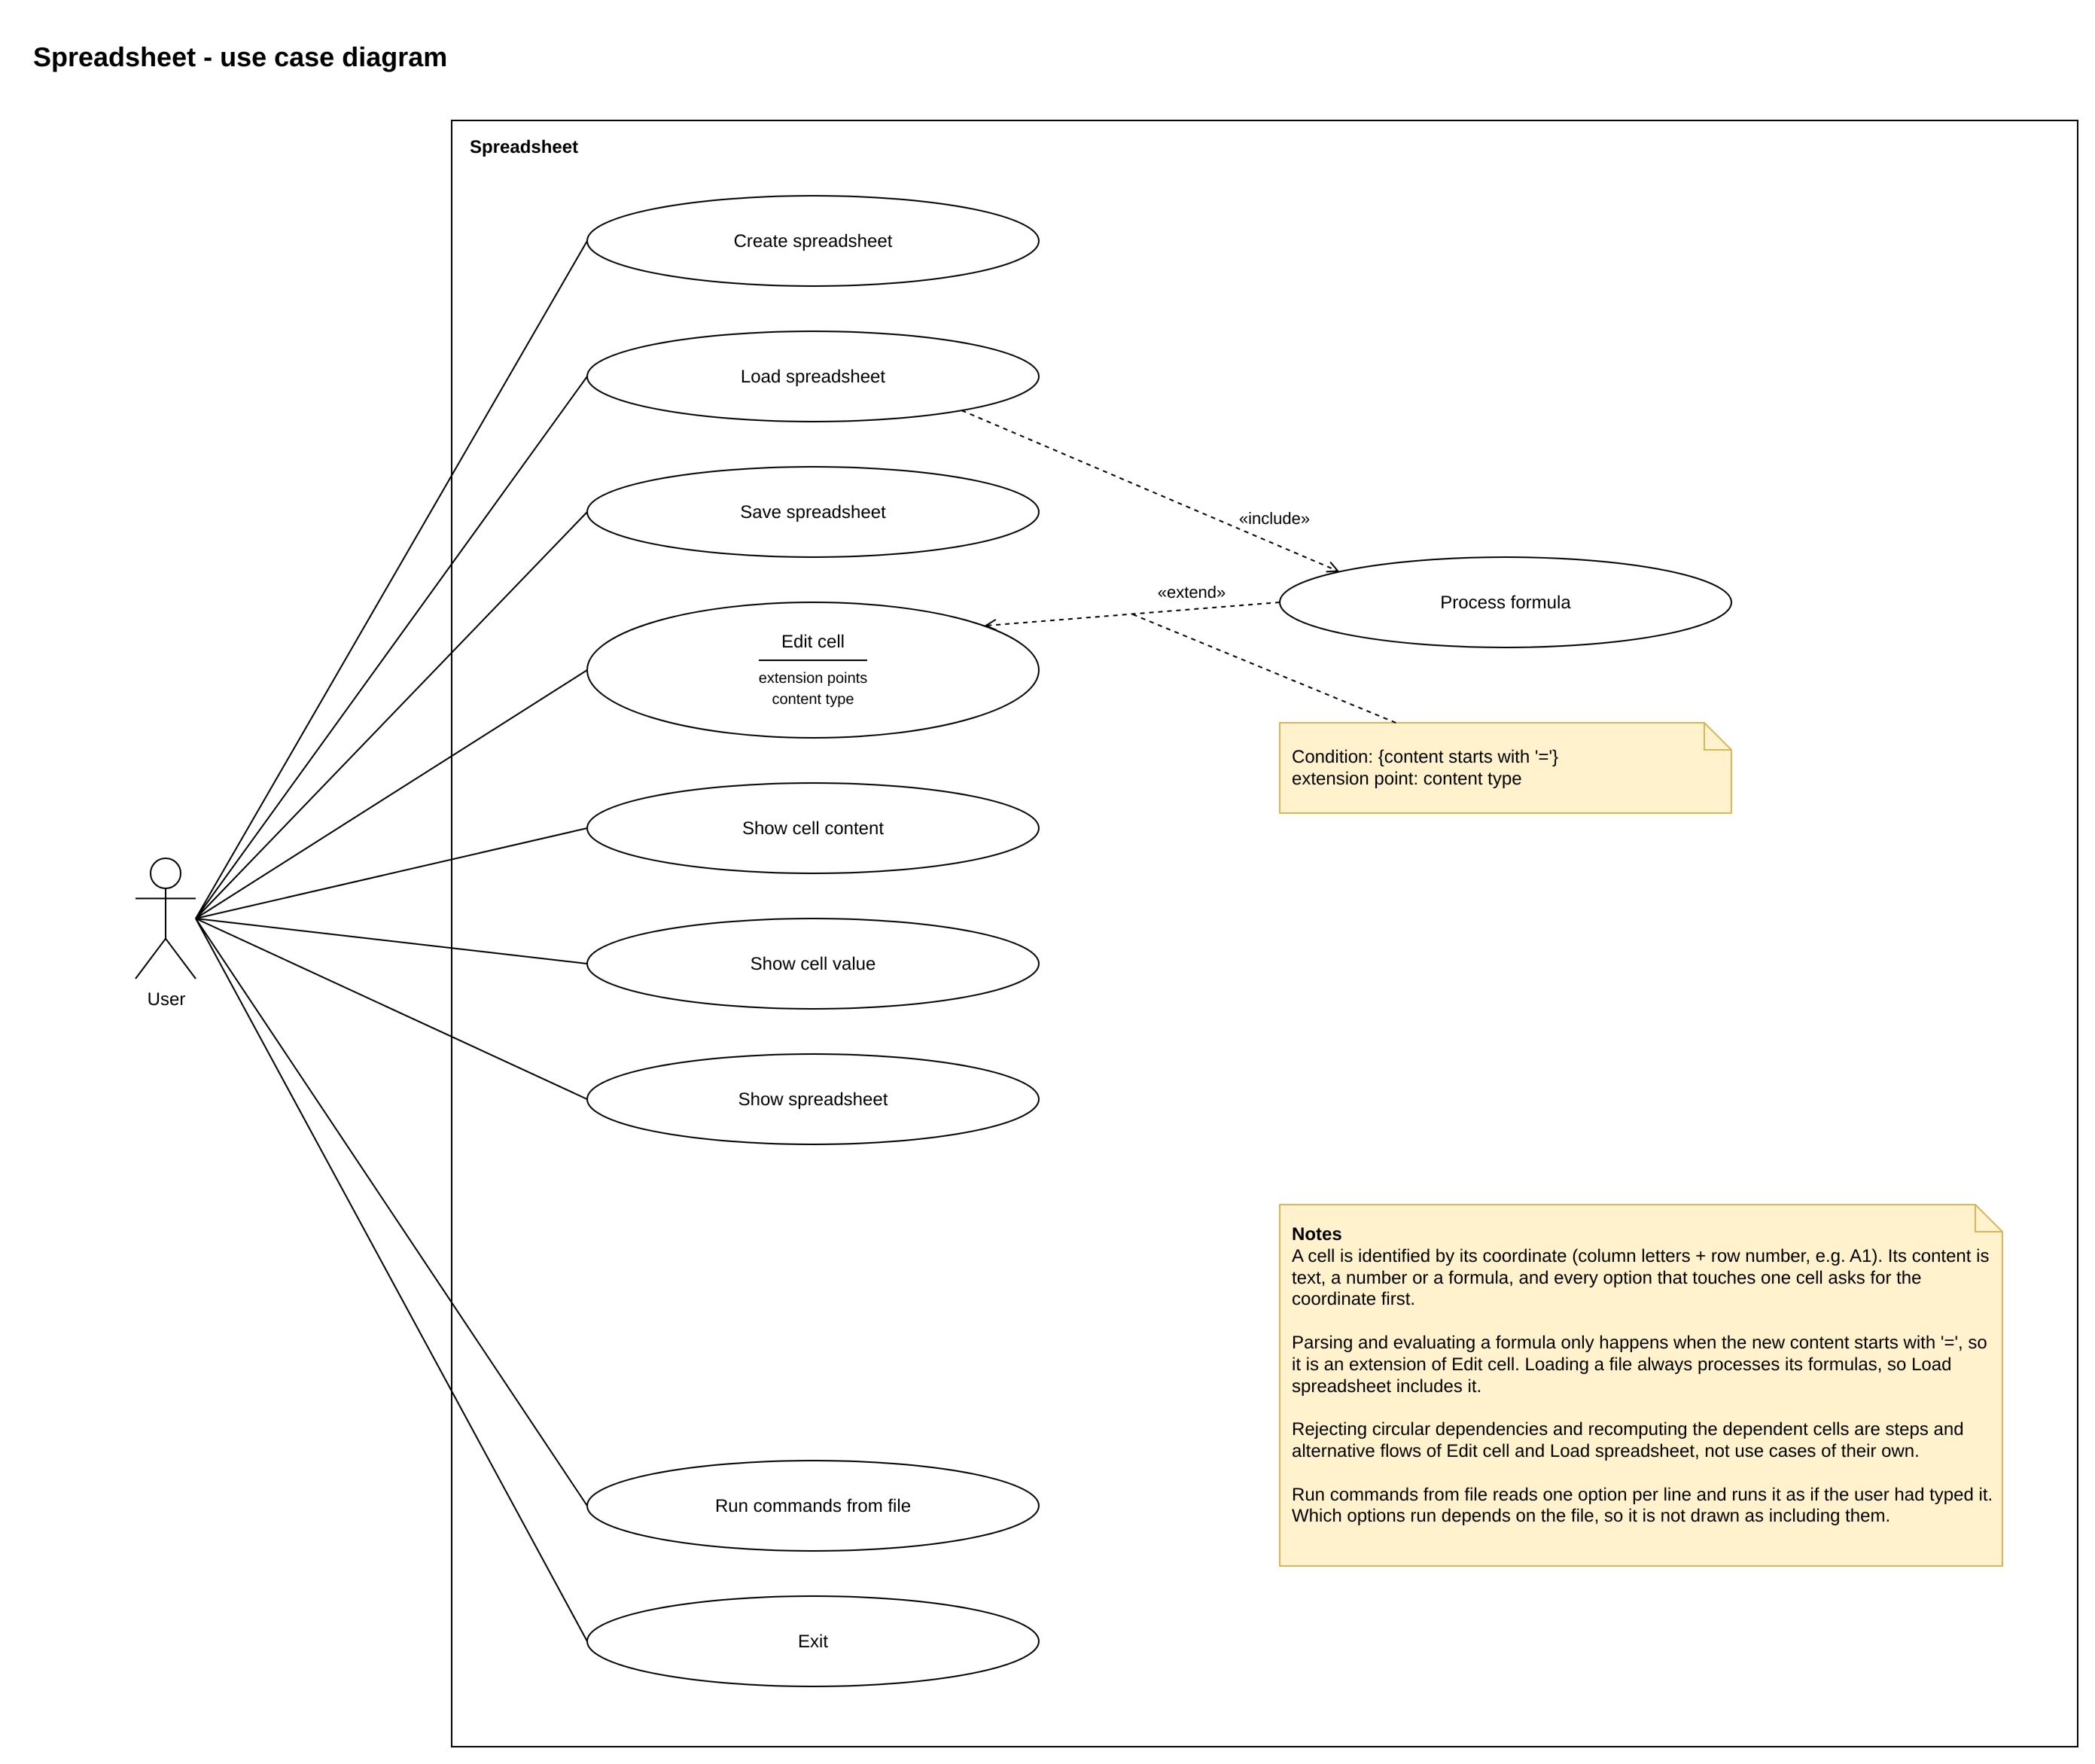 Spreadsheet - use case diagram
Spreadsheet
Create spreadsheet
Load spreadsheet
Save spreadsheet
«include»
«extend»
Process formula
Edit cell
extension points
content type
Condition: {content starts with '='}
extension point: content type
Show cell content
Show cell value
User
Show spreadsheet
Notes
A cell is identified by its coordinate (column letters + row number, e.g. A1). Its content is
text, a number or a formula, and every option that touches one cell asks for the
coordinate first.
Parsing and evaluating a formula only happens when the new content starts with '=', so
it is an extension of Edit cell. Loading a file always processes its formulas, so Load
spreadsheet includes it.
Rejecting circular dependencies and recomputing the dependent cells are steps and
alternative flows of Edit cell and Load spreadsheet, not use cases of their own.
Run commands from file reads one option per line and runs it as if the user had typed it.
Which options run depends on the file, so it is not drawn as including them.
Run commands from file
Exit